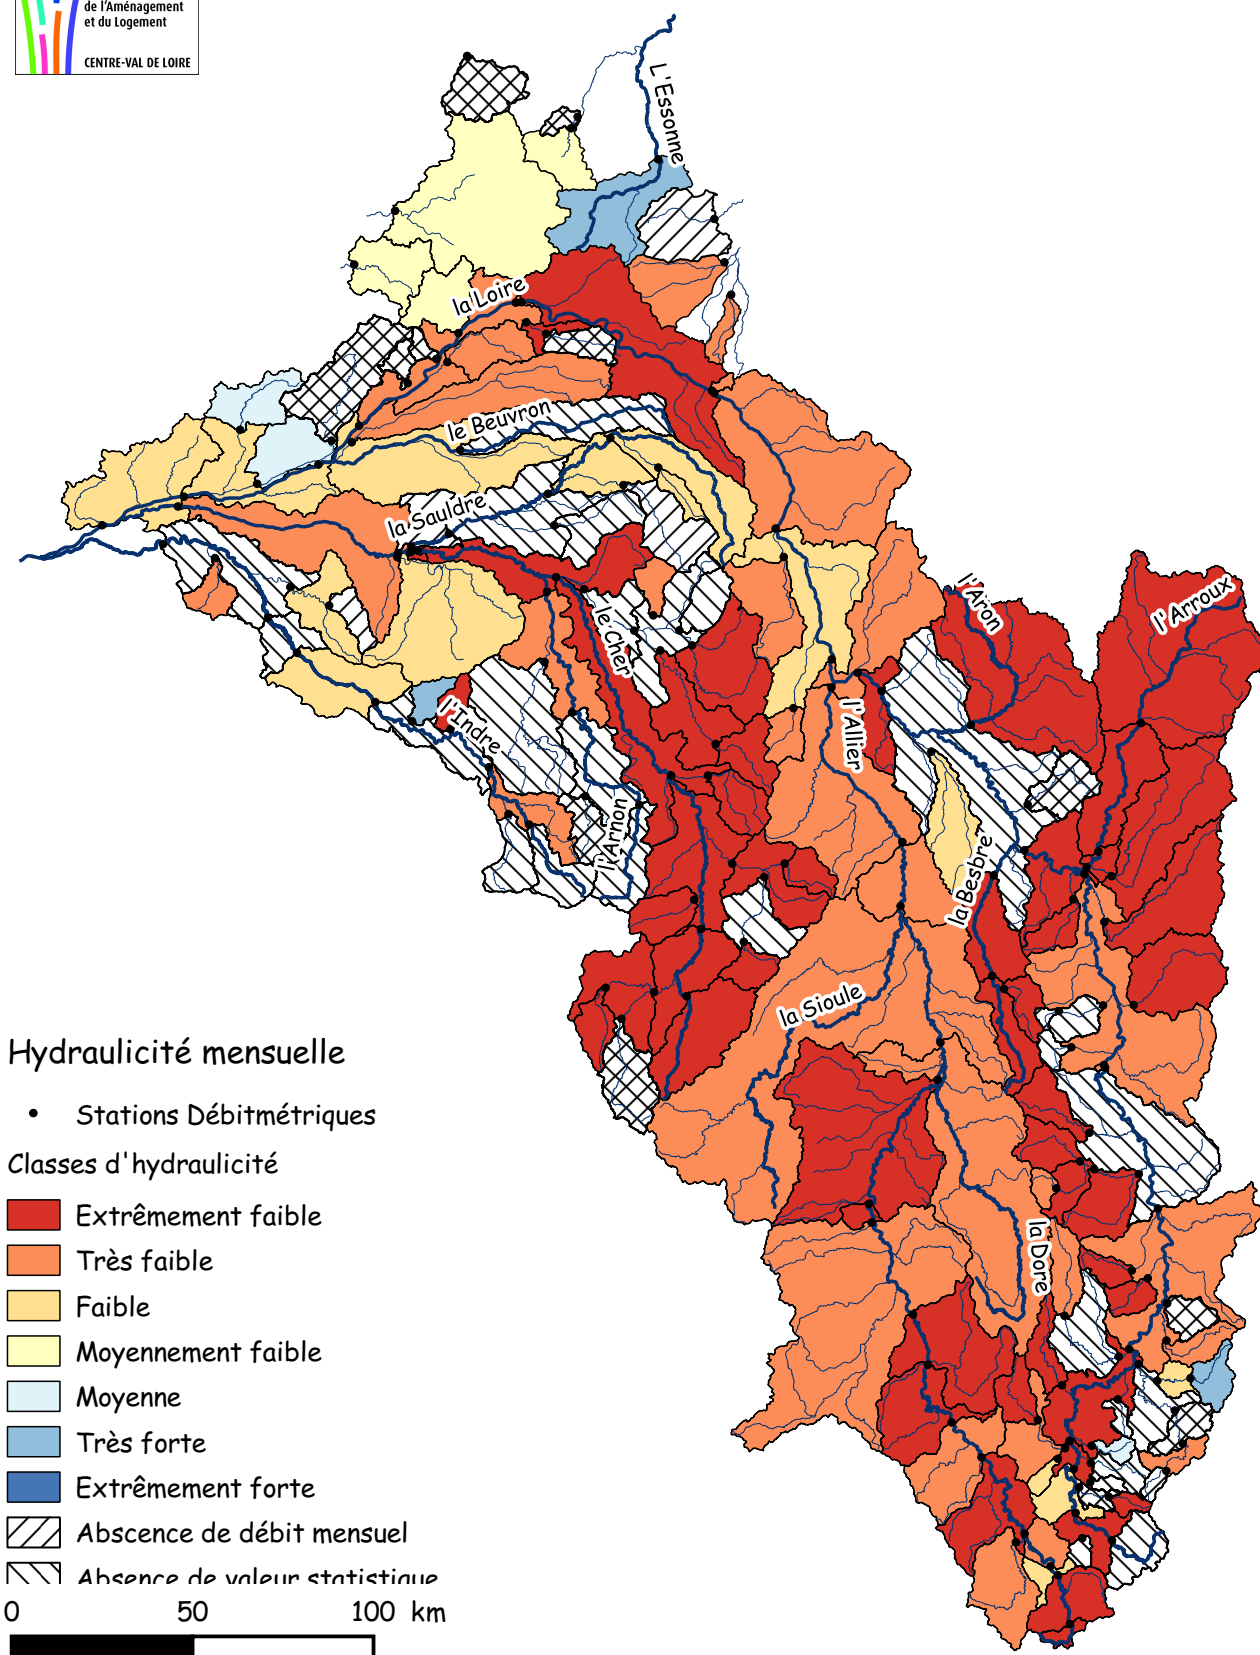 de l'Aménagement
et du Logement
CENTRE-VAL DE LOIRE
L'Essonne
la Loire
le Beuvron
la Sauldre
le Cher
l'Aron
l'Arroux
l'Allier
l'Indre
l'Arnon
la Besbre
la Sioule
la Dore
Hydraulicité mensuelle
Stations Débitmétriques
Classes d'hydraulicité
Extrêmement faible
Très faible
Faible
Moyennement faible
Moyenne
Très forte
Extrêmement forte
Abscence de débit mensuel
Absence de valeur statistique
0 50 100 km